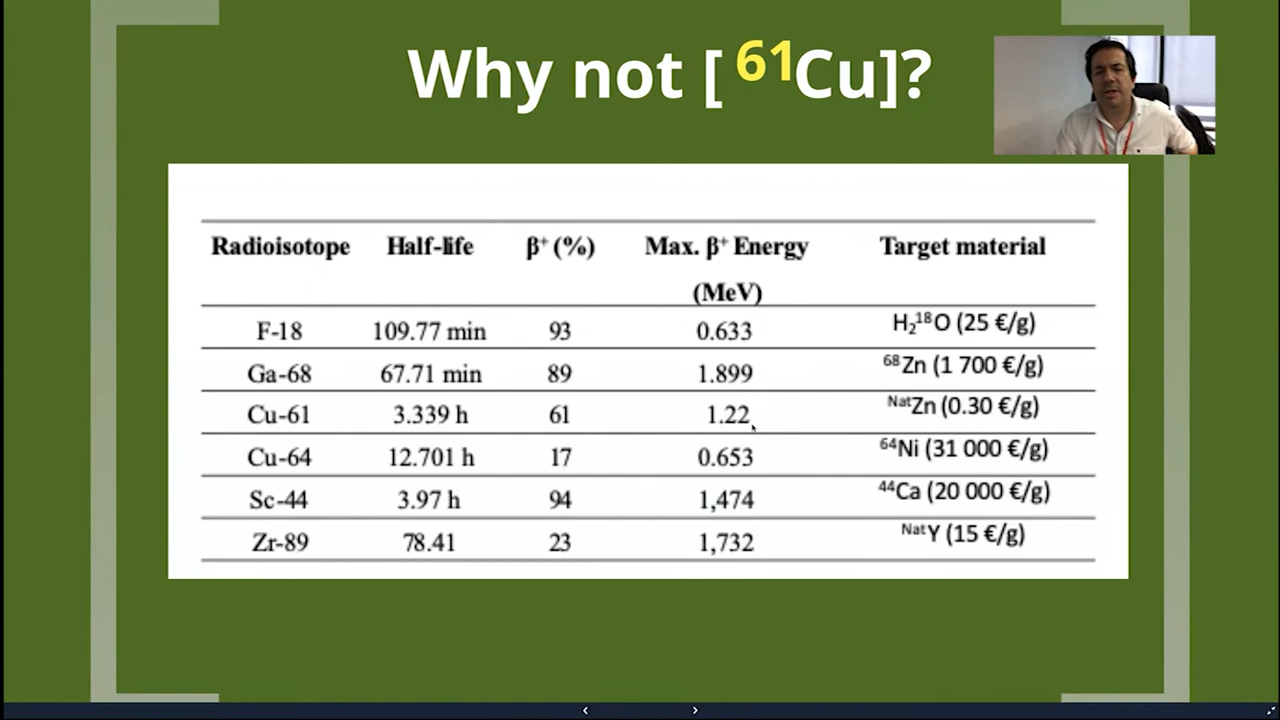 Why not [ ⁶¹Cu]?
Radioisotope Half-life β⁺ (%) Max. β⁺ Energy Target material
(MeV)
F-18 109.77 min 93 0.633 H₂¹⁸O (25 €/g)
Ga-68 67.71 min 89 1.899 ⁶⁸Zn (1 700 €/g)
Cu-61 3.339 h 61 1.22 ᴺᵃᵗZn (0.30 €/g)
Cu-64 12.701 h 17 0.653 ⁶⁴Ni (31 000 €/g)
Sc-44 3.97 h 94 1,474 ⁴⁴Ca (20 000 €/g)
Zr-89 78.41 23 1,732 ᴺᵃᵗY (15 €/g)